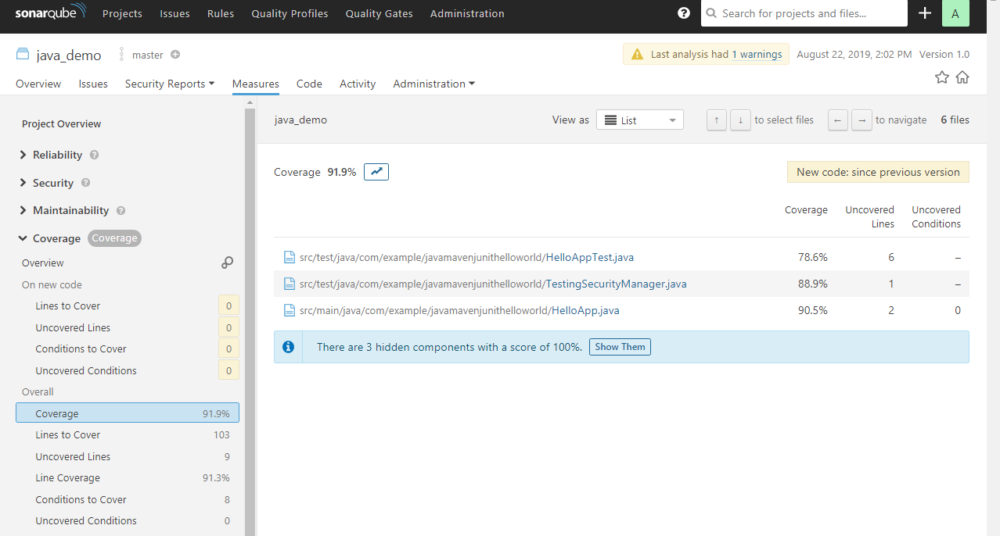 sonarqube Projects Issues Rules Quality Profiles Quality Gates Administration ? Search for projects and files... + A
java_demo master Last analysis had 1 warnings August 22, 2019, 2:02 PM Version 1.0
Overview Issues Security Reports Measures Code Activity Administration
Project Overview
Reliability ?
Security ?
Maintainability ?
Coverage Coverage
Overview
On new code
Lines to Cover 0
Uncovered Lines 0
Conditions to Cover 0
Uncovered Conditions 0
Overall
Coverage 91.9%
Lines to Cover 103
Uncovered Lines 9
Line Coverage 91.3%
Conditions to Cover 8
Uncovered Conditions 0
java_demo View as List ↑ ↓ to select files ← → to navigate 6 files
Coverage 91.9% New code: since previous version
Coverage Uncovered Lines Uncovered Conditions
src/test/java/com/example/javamavenjunithelloworld/HelloAppTest.java 78.6% 6 –
src/test/java/com/example/javamavenjunithelloworld/TestingSecurityManager.java 88.9% 1 –
src/main/java/com/example/javamavenjunithelloworld/HelloApp.java 90.5% 2 0
There are 3 hidden components with a score of 100%. Show Them